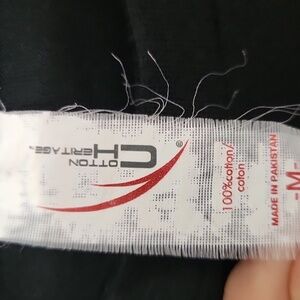 COTTON
HERITAGE®
100%cotton/
coton
MADE IN PAKISTAN
-M-